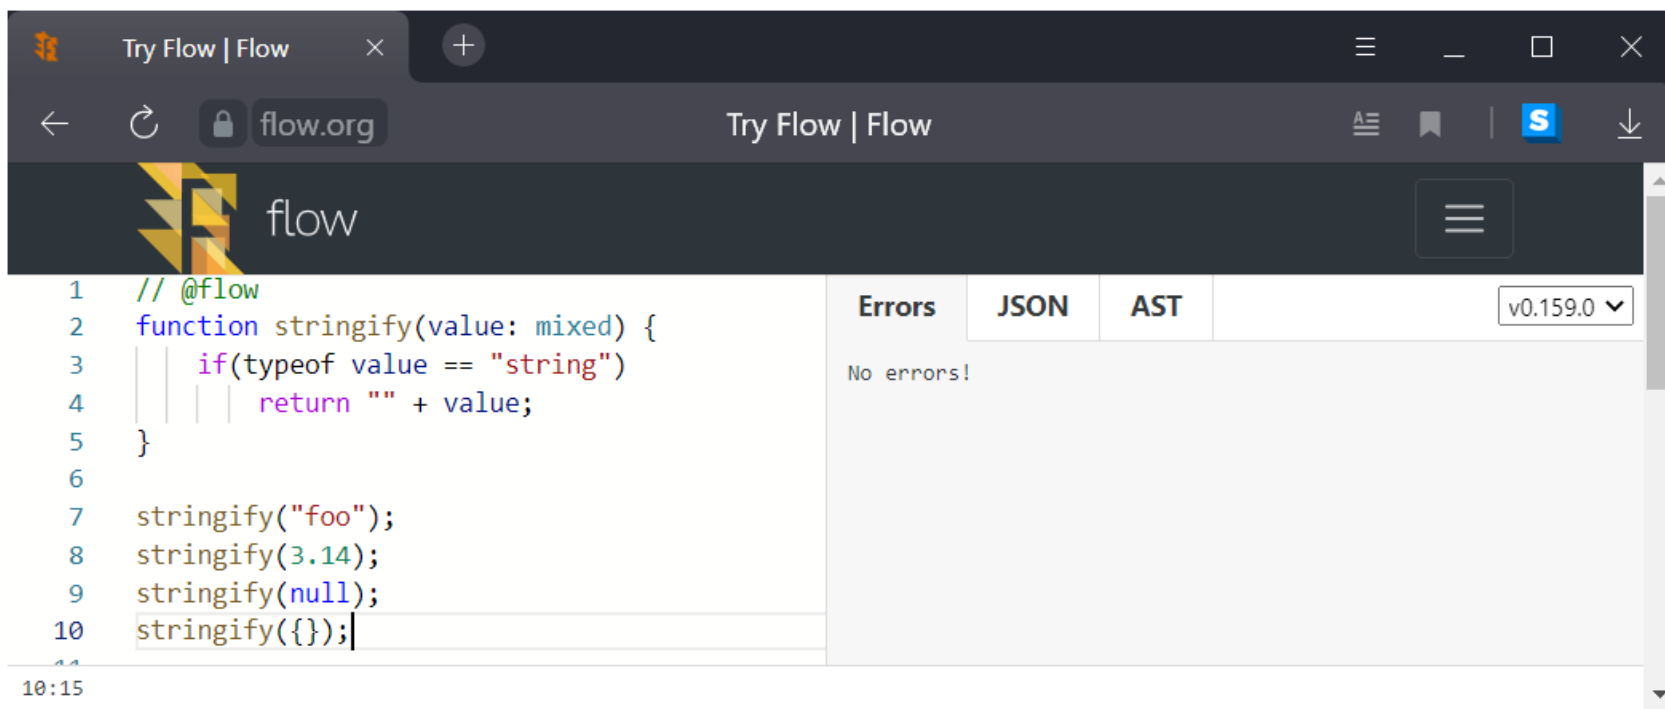 Try Flow | Flow
flow.org
Try Flow | Flow
S
flow
Errors JSON AST v0.159.0
No errors!
1 // @flow
2 function stringify(value: mixed) {
3 if(typeof value == "string")
4 return "" + value;
5 }
6
7 stringify("foo");
8 stringify(3.14);
9 stringify(null);
10 stringify({});
10:15